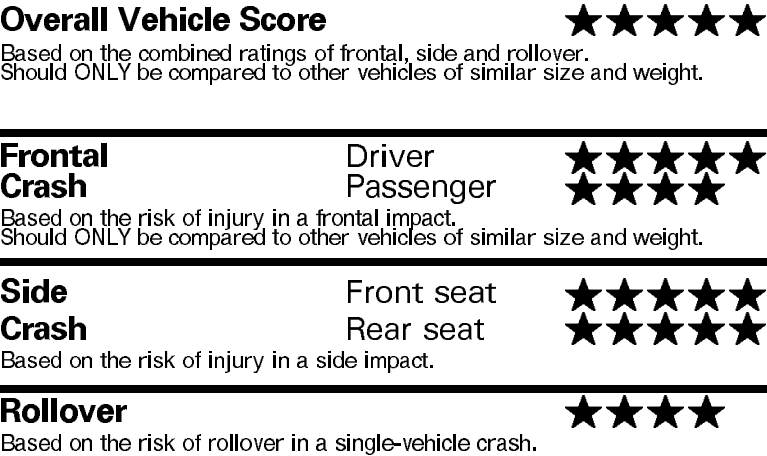 Overall Vehicle Score ★★★★★
Based on the combined ratings of frontal, side and rollover.
Should ONLY be compared to other vehicles of similar size and weight.
Frontal Driver ★★★★★
Crash Passenger ★★★★
Based on the risk of injury in a frontal impact.
Should ONLY be compared to other vehicles of similar size and weight.
Side Front seat ★★★★★
Crash Rear seat ★★★★★
Based on the risk of injury in a side impact.
Rollover ★★★★
Based on the risk of rollover in a single-vehicle crash.